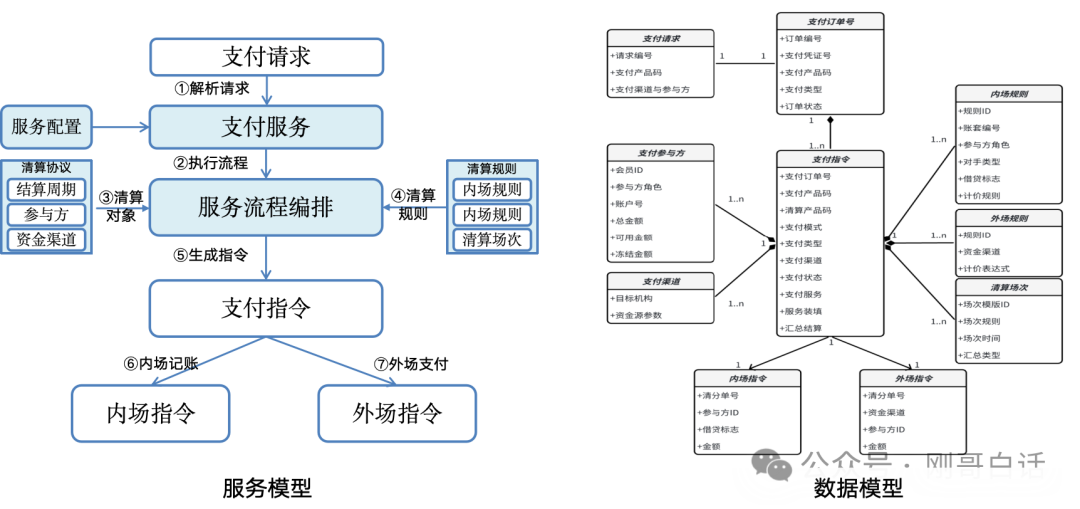 支付请求
①解析请求
服务配置
支付服务
②执行流程
清算协议
结算周期
参与方
资金渠道
③清算
对象
服务流程编排
④清算
规则
清算规则
内场规则
内场规则
清算场次
⑤生成指令
支付指令
⑥内场记账
⑦外场支付
内场指令
外场指令
服务模型
支付请求
+请求编号
+支付产品码
+支付渠道与参与方
1
1
支付订单号
+订单编号
+支付凭证号
+支付产品码
+支付类型
+订单状态
1
1..n
支付参与方
+会员ID
+参与方角色
+账户号
+总金额
+可用金额
+冻结金额
1..n
1
支付渠道
+目标机构
+资金源参数
1..n
支付指令
+支付订单号
+支付产品码
+清算产品码
+支付模式
+支付类型
+支付渠道
+支付状态
+支付服务
+服务装填
+汇总结算
内场规则
+规则ID
+账套编号
+参与方角色
+对手类型
+借贷标志
+计价规则
1..n
1
1..n
外场规则
+规则ID
+资金渠道
+计价表达式
清算场次
+场次模版ID
+场次规则
+场次时间
+汇总类型
1..n
1
1
1
内场指令
+清分单号
+参与方ID
+借贷标志
+金额
外场指令
+清分单号
+资金渠道
+参与方ID
+金额
公众号·刚哥白话
数据模型